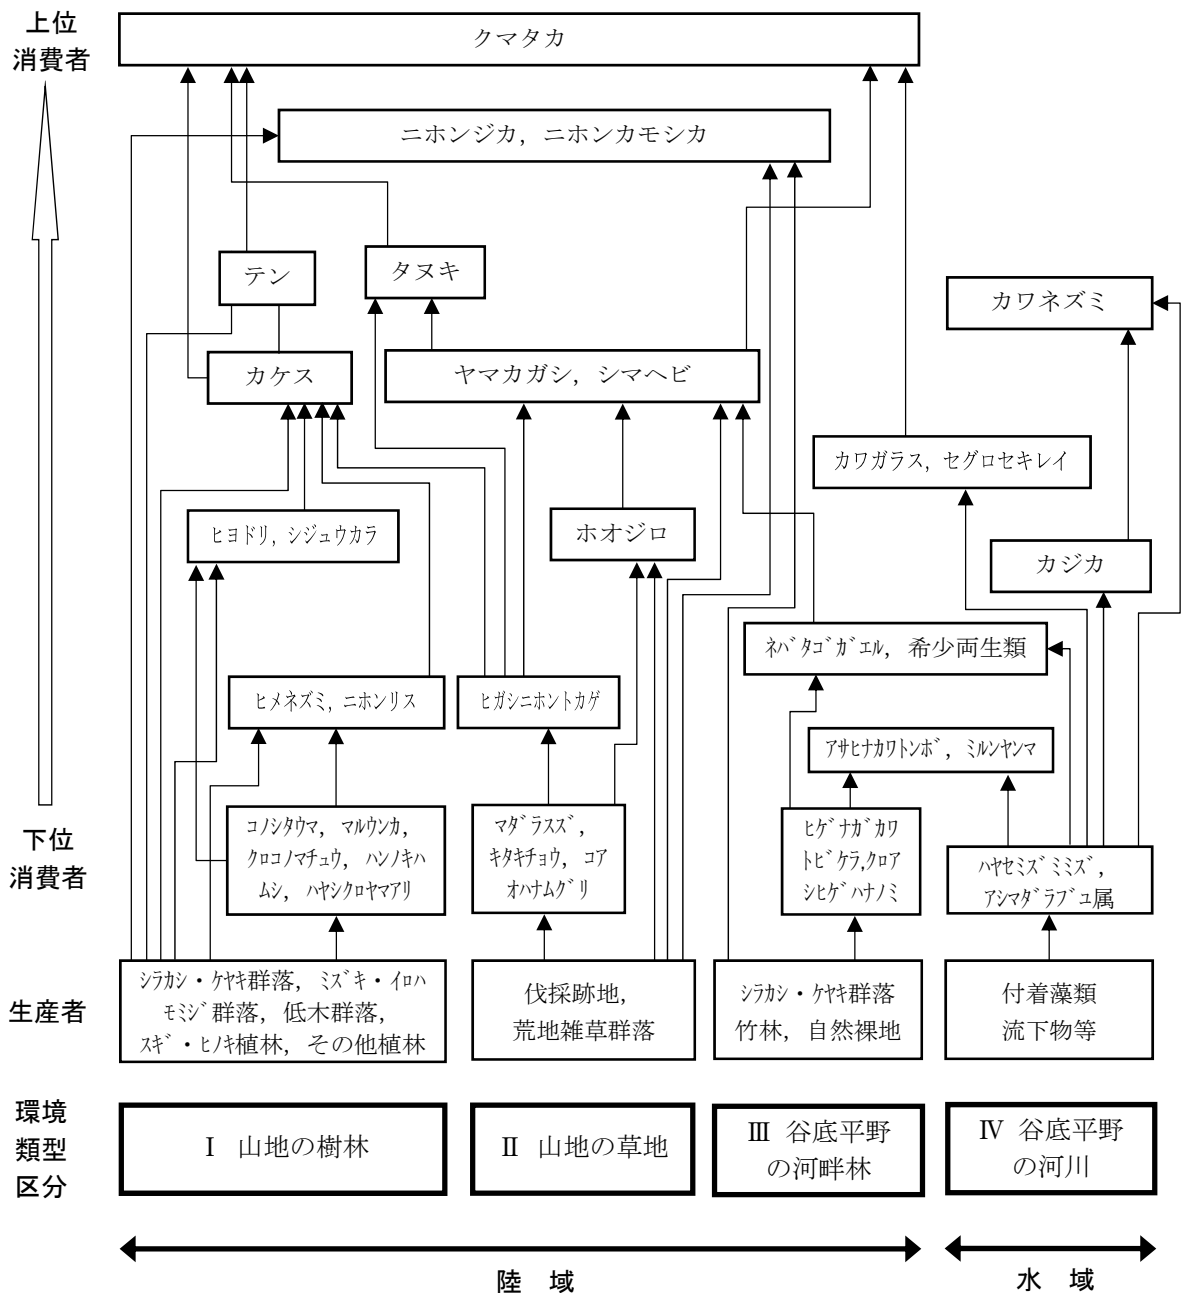 上位
消費者
クマタカ
ニホンジカ，ニホンカモシカ
テン
タヌキ
カワネズミ
カケス
ヤマカガシ，シマヘビ
カワガラス，セグロセキレイ
ヒヨドリ，シジュウカラ
ホオジロ
カジカ
ネバタゴガエル，希少両生類
ヒメネズミ，ニホンリス
ヒガシニホントカゲ
アサヒナカワトンボ，ミルンヤンマ
下位
消費者
コノシタウマ，マルウンカ，
クロコノマチュウ，ハンノキハ
ムシ，ハヤシクロヤマアリ
マダラスズ，
キタキチョウ，コア
オハナムグリ
ヒゲナガカワ
トビケラ,クロア
シヒゲハナノミ
ハヤセミズミミズ，
アシマダラブユ属
生産者
シラカシ・ケヤキ群落，ミズキ・イロハ
モミジ群落，低木群落，
スギ・ヒノキ植林，その他植林
伐採跡地，
荒地雑草群落
シラカシ・ケヤキ群落
竹林，自然裸地
付着藻類
流下物等
環境
類型
区分
Ⅰ 山地の樹林
Ⅱ 山地の草地
Ⅲ 谷底平野
の河畔林
Ⅳ 谷底平野
の河川
陸 域
水 域